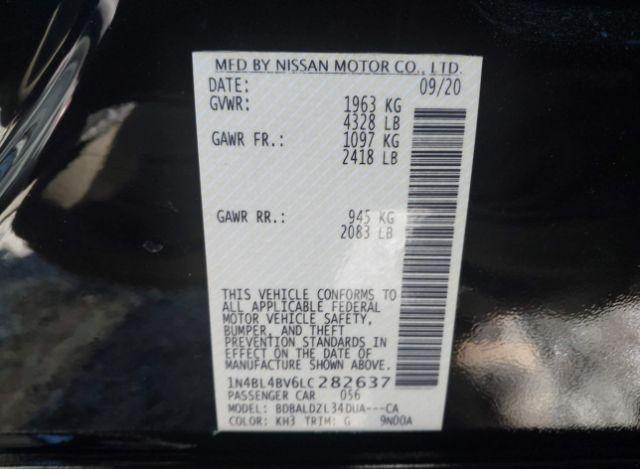 MFD BY NISSAN MOTOR CO., LTD.
DATE: 09/20
GVWR: 1963 KG
4328 LB
GAWR FR.: 1097 KG
2418 LB
GAWR RR.: 945 KG
2083 LB
THIS VEHICLE CONFORMS TO
ALL APPLICABLE FEDERAL
MOTOR VEHICLE SAFETY,
BUMPER, AND THEFT
PREVENTION STANDARDS IN
EFFECT ON THE DATE OF
MANUFACTURE SHOWN ABOVE.
1N4BL4BV6LC282637
PASSENGER CAR 056
MODEL: BDBALDZL34DUA---CA
COLOR: KH3 TRIM: G 9N00A